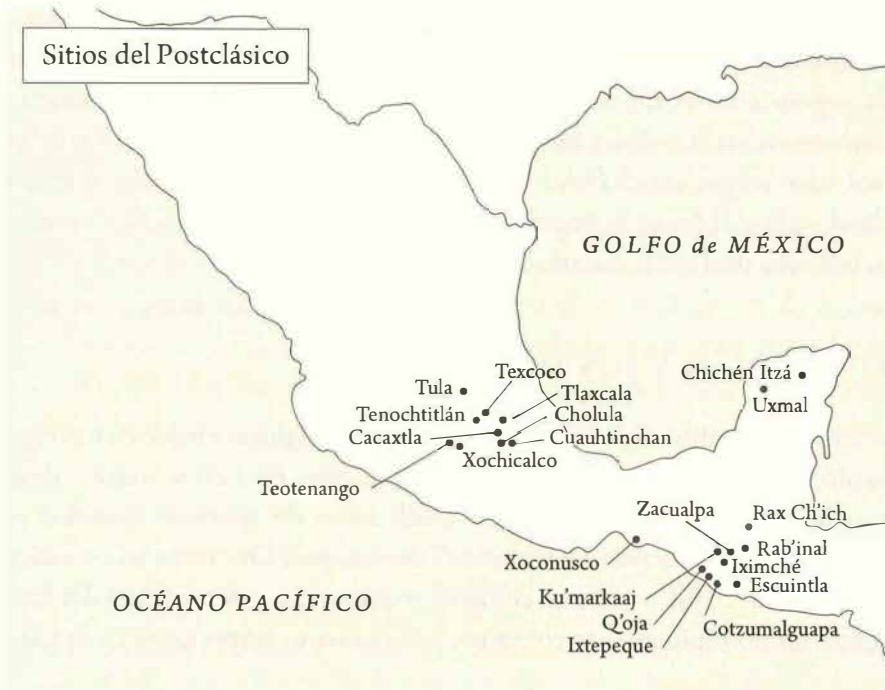 Sitios del Postclásico
GOLFO de MÉXICO
Chichén Itzá
Uxmal
Texcoco
Tula
Tlaxcala
Tenochtitlán
Cholula
Cacaxtla
Cuauhtinchan
Xochicalco
Teotenango
Zacualpa
Rax Ch'ich
Rab'inal
Xoconusco
Iximché
Escuintla
Ku'markaaj
OCÉANO PACÍFICO
Q'oja
Cotzumalguapa
Ixtepeque